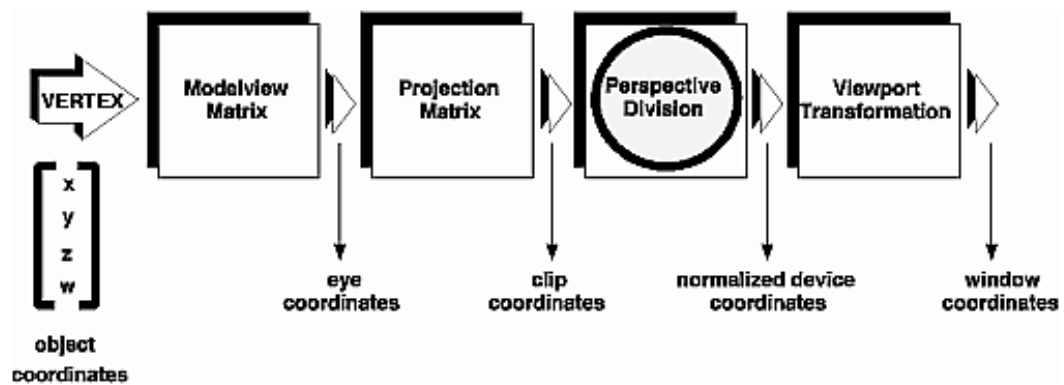 VERTEX
Modelview
Matrix
Projection
Matrix
Perspective
Division
Viewport
Transformation
x
y
z
w
object
coordinates
eye
coordinates
clip
coordinates
normalized device
coordinates
window
coordinates